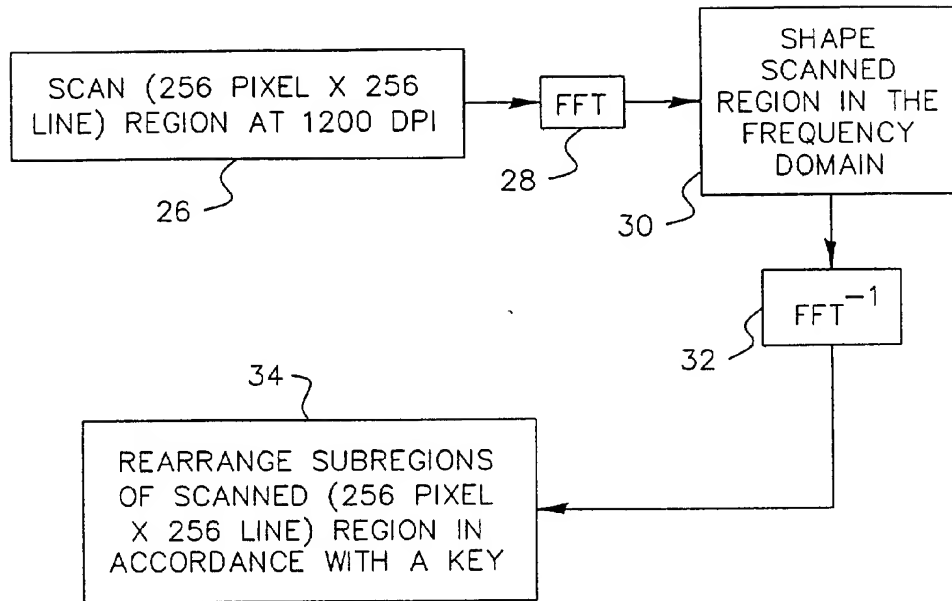 SCAN (256 PIXEL X 256
LINE) REGION AT 1200 DPI
26
FFT
28
SHAPE
SCANNED
REGION IN THE
FREQUENCY
DOMAIN
30
FFT⁻¹
32
34
REARRANGE SUBREGIONS
OF SCANNED (256 PIXEL
X 256 LINE) REGION IN
ACCORDANCE WITH A KEY